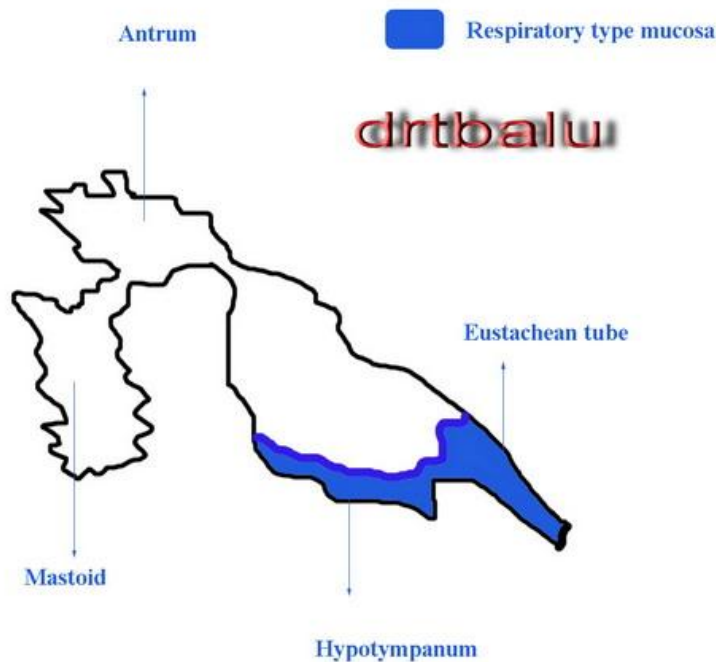 Antrum
Respiratory type mucosa
drtbalu
Eustachean tube
Mastoid
Hypotympanum